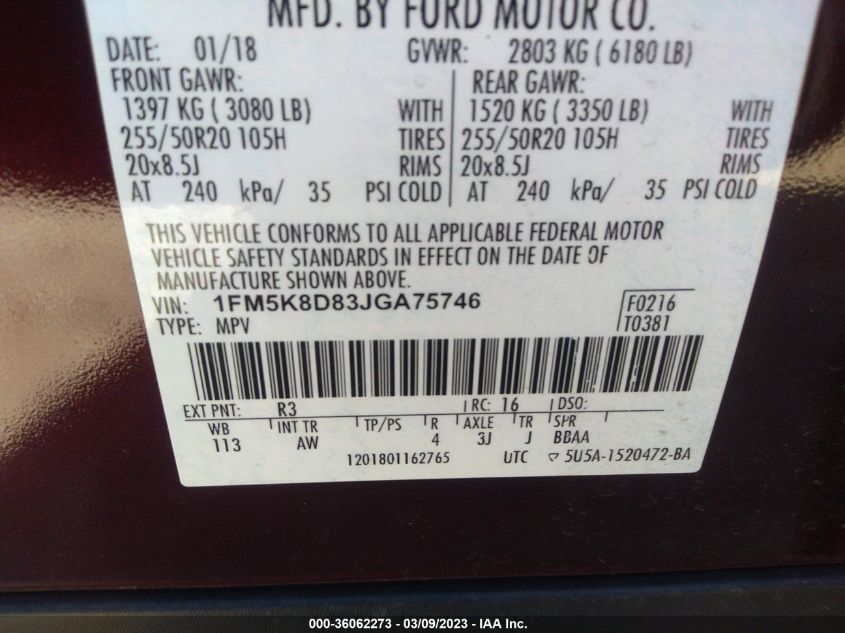 MFD. BY FORD MOTOR CO.
DATE: 01/18 GVWR: 2803 KG ( 6180 LB)
FRONT GAWR: REAR GAWR:
1397 KG ( 3080 LB) WITH 1520 KG ( 3350 LB) WITH
255/50R20 105H TIRES 255/50R20 105H TIRES
20x8.5J RIMS 20x8.5J RIMS
AT 240 kPa/ 35 PSI COLD AT 240 kPa/ 35 PSI COLD
THIS VEHICLE CONFORMS TO ALL APPLICABLE FEDERAL MOTOR
VEHICLE SAFETY STANDARDS IN EFFECT ON THE DATE OF
MANUFACTURE SHOWN ABOVE.
VIN: 1FM5K8D83JGA75746 F0216
TYPE: MPV T0381
EXT PNT: R3 RC: 16 DSO:
WB INT TR TP/PS R AXLE TR SPR
113 AW 4 3J J BBAA
1201801162765 UTC ▽ 5U5A-1520472-BA
000-36062273 - 03/09/2023 - IAA Inc.